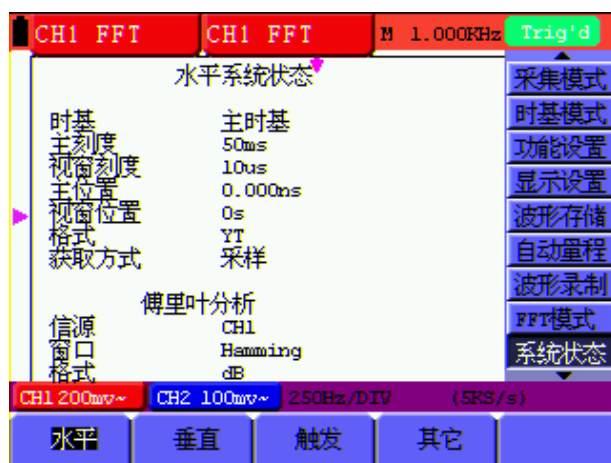 CH1 FFT CH1 FFT M 1.000KHz Trig'd
水平系统状态
时基 主时基
主刻度 50ms
视窗刻度 10us
主位置 0.000ns
视窗位置 0s
格式 YT
获取方式 采样
傅里叶分析
信源 CH1
窗口 Hamming
格式 dB
采集模式
时基模式
功能设置
显示设置
波形存储
自动量程
波形录制
FFT模式
系统状态
CH1 200mv~ CH2 100mv~ 250Hz/DIV (5KS/s)
水平 垂直 触发 其它